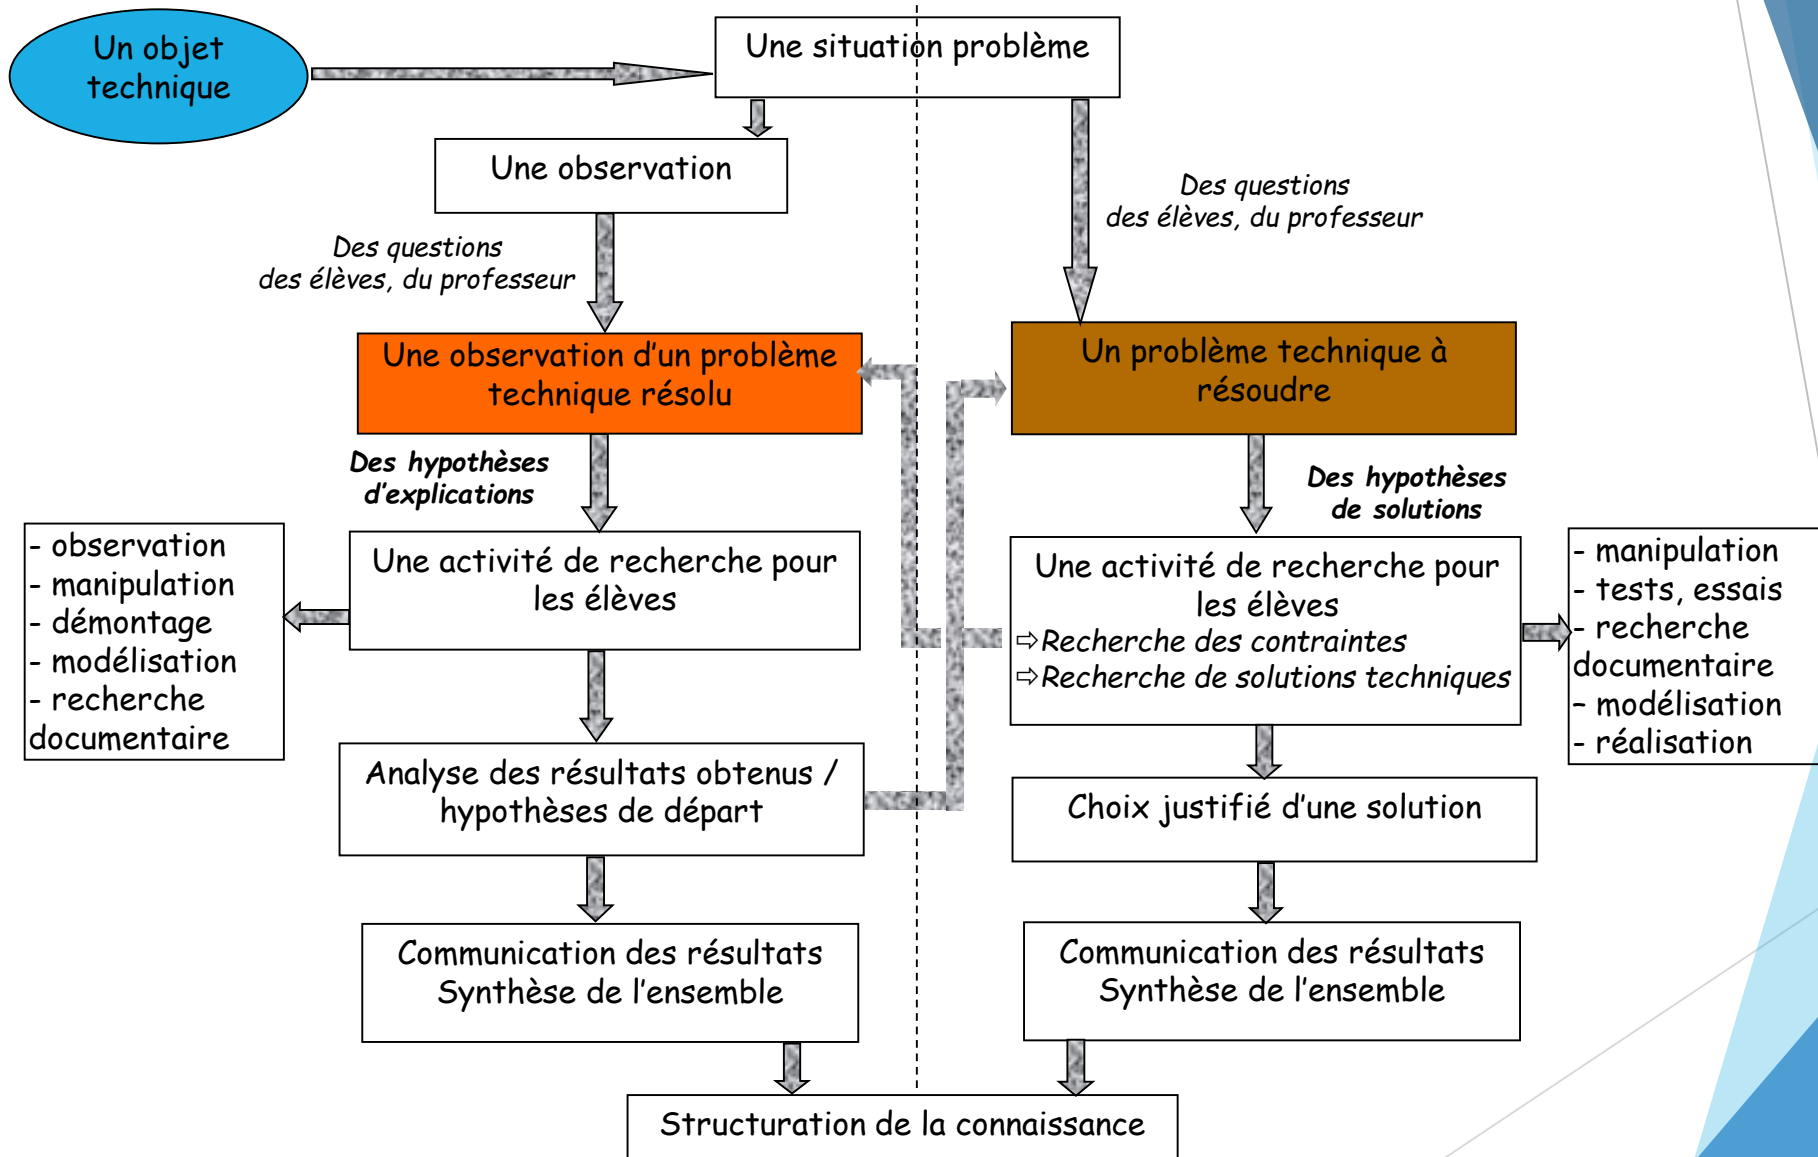 Un objet
technique
Une situation problème
Une observation
Des questions
des élèves, du professeur
Des questions
des élèves, du professeur
Une observation d'un problème
technique résolu
Un problème technique à
résoudre
Des hypothèses
d'explications
Des hypothèses
de solutions
- observation
- manipulation
- démontage
- modélisation
- recherche
documentaire
Une activité de recherche pour
les élèves
Une activité de recherche pour
les élèves
⇨Recherche des contraintes
⇨Recherche de solutions techniques
- manipulation
- tests, essais
- recherche
documentaire
- modélisation
- réalisation
Analyse des résultats obtenus /
hypothèses de départ
Choix justifié d'une solution
Communication des résultats
Synthèse de l'ensemble
Communication des résultats
Synthèse de l'ensemble
Structuration de la connaissance